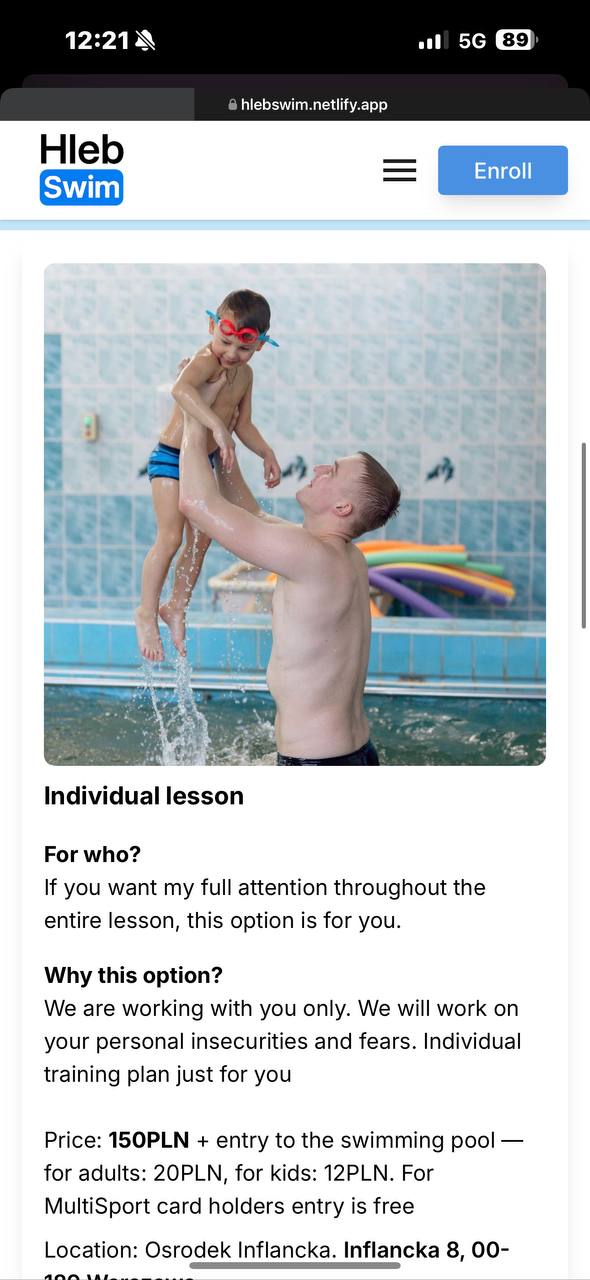 12:21
5G 89
hlebswim.netlify.app
Hleb
Swim
Enroll
Individual lesson
For who?
If you want my full attention throughout the
entire lesson, this option is for you.
Why this option?
We are working with you only. We will work on
your personal insecurities and fears. Individual
training plan just for you
Price: 150PLN + entry to the swimming pool —
for adults: 20PLN, for kids: 12PLN. For
MultiSport card holders entry is free
Location: Osrodek Inflancka. Inflancka 8, 00-